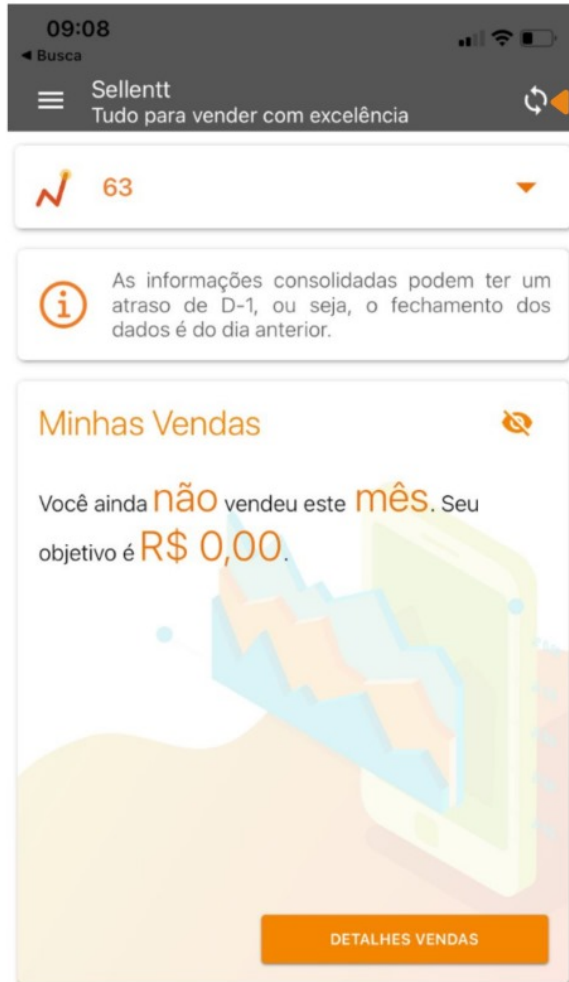 09:08
◀ Busca
Sellentt
Tudo para vender com excelência
63
As informações consolidadas podem ter um
atraso de D-1, ou seja, o fechamento dos
dados é do dia anterior.
Minhas Vendas
Você ainda não vendeu este mês. Seu
objetivo é R$ 0,00.
DETALHES VENDAS